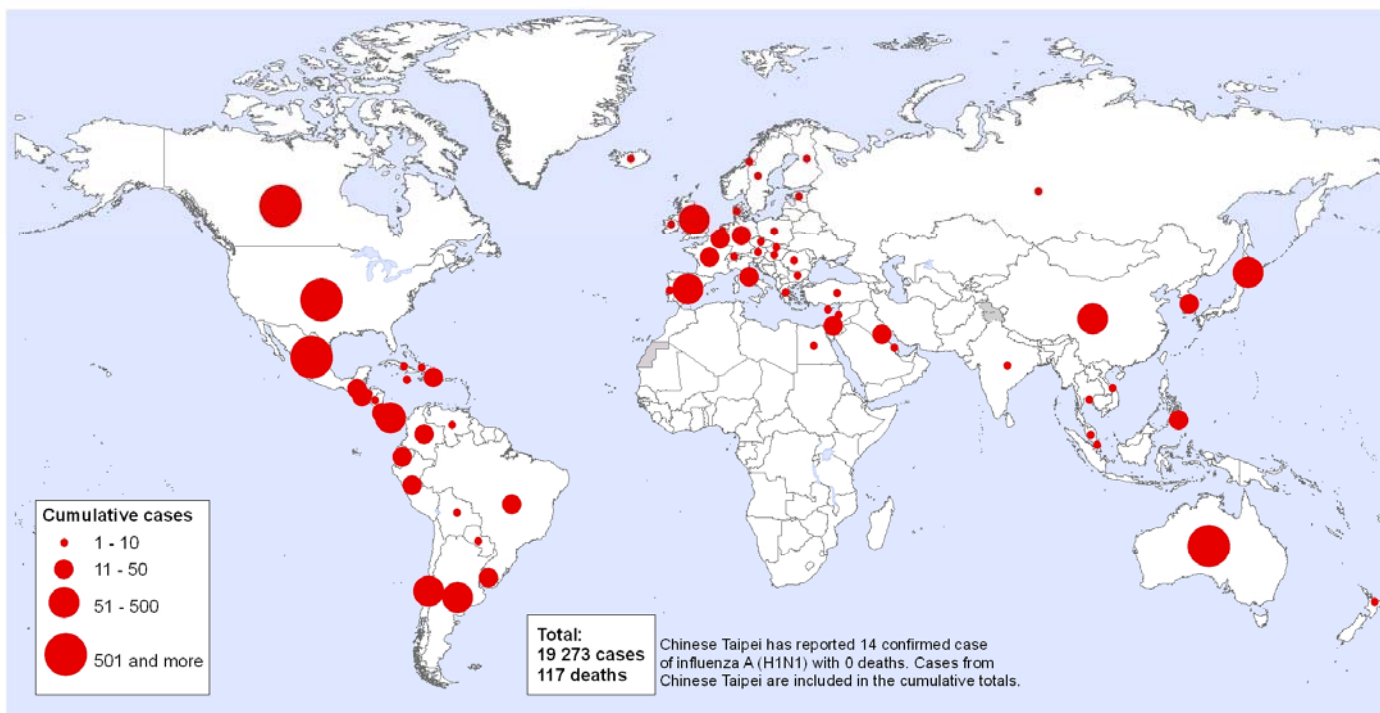 Cumulative cases
1 - 10
11 - 50
51 - 500
501 and more
Total:
19 273 cases
117 deaths
Chinese Taipei has reported 14 confirmed case
of influenza A (H1N1) with 0 deaths. Cases from
Chinese Taipei are included in the cumulative totals.